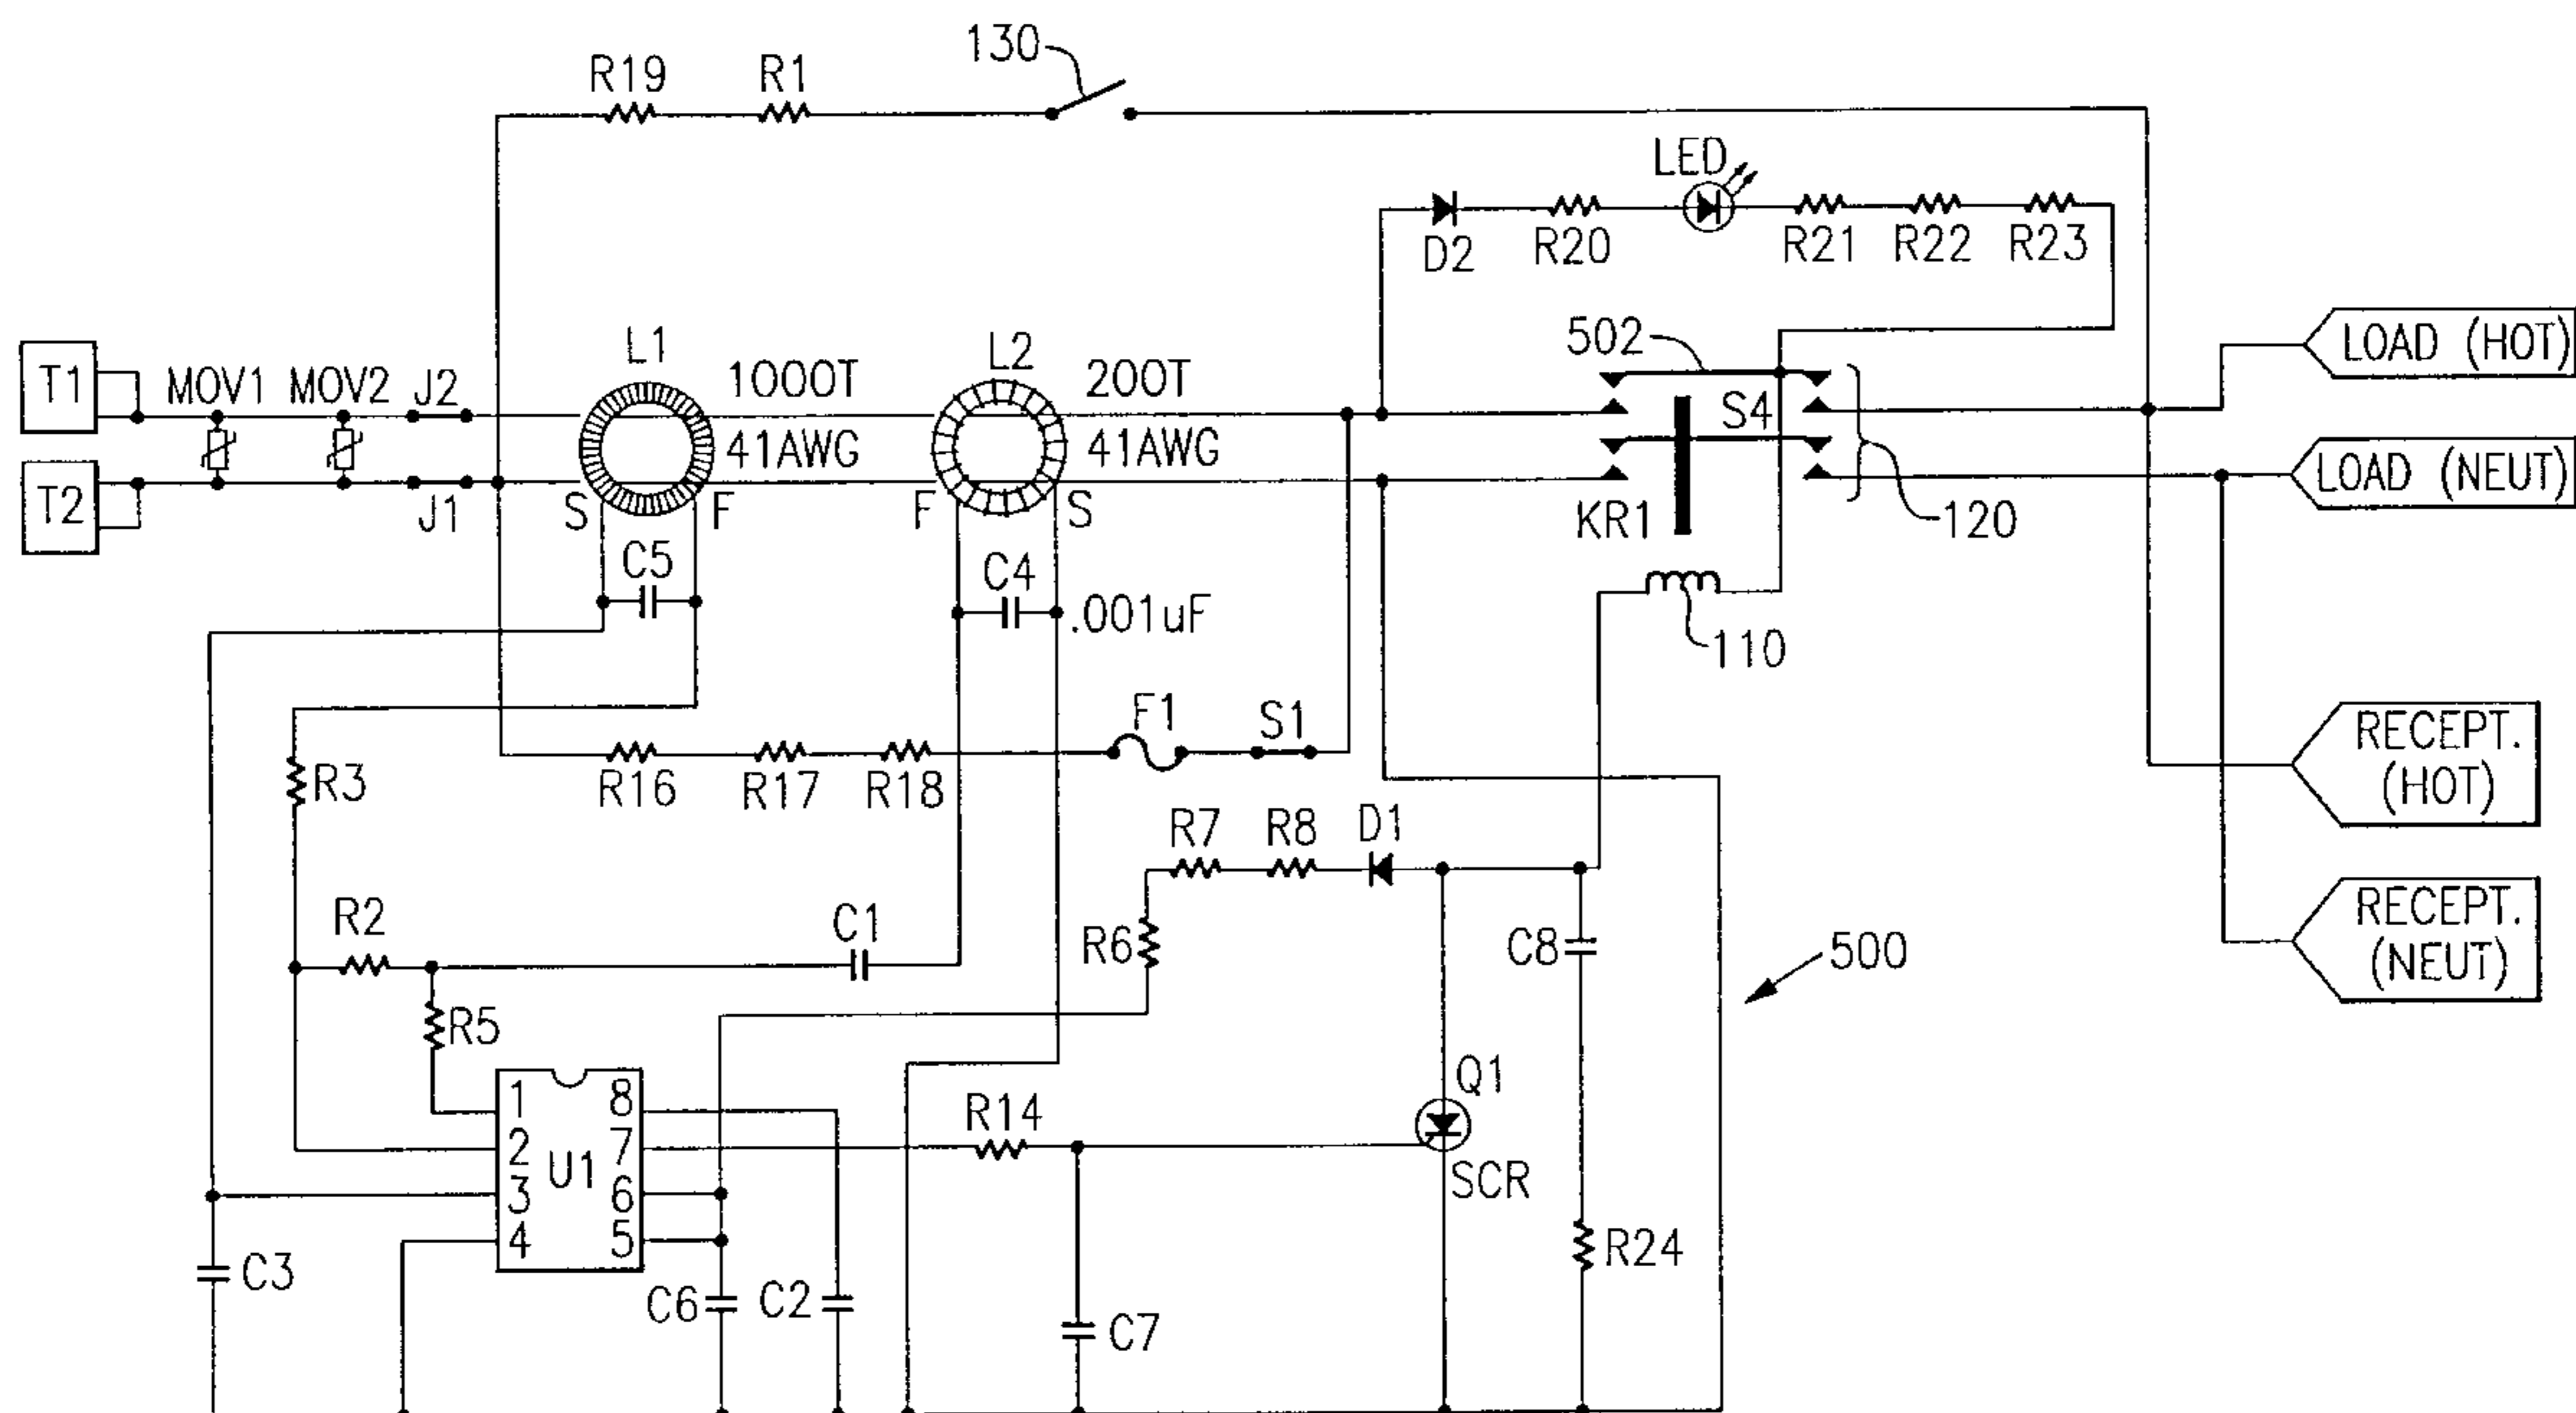 130
R19
R1
LED
D2
R20
R21
R22
R23
T1
MOV1
MOV2
J2
L1
1000T
41AWG
L2
200T
41AWG
502
S4
LOAD (HOT)
T2
J1
S
F
F
S
KR1
120
LOAD (NEUT)
C5
C4
.001uF
110
R3
R16
R17
R18
F1
S1
RECEPT.
(HOT)
R7
R8
D1
R2
C1
R6
C8
500
RECEPT.
(NEUT)
R5
1
8
2
7
U1
3
6
4
5
R14
Q1
SCR
R24
C3
C6
C2
C7